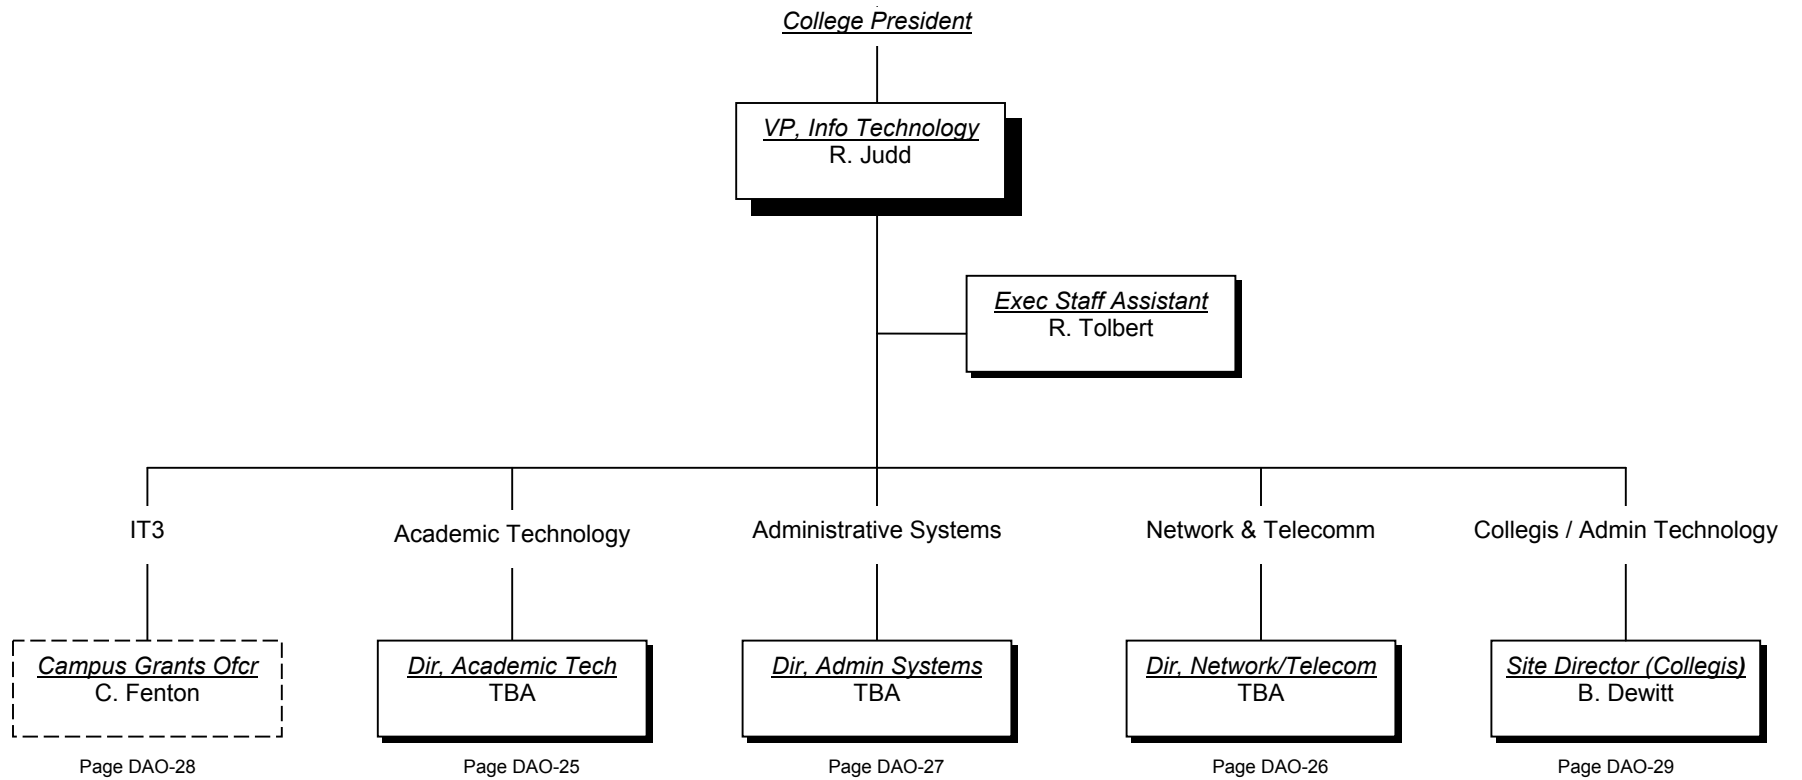 College President
VP, Info Technology
R. Judd
Exec Staff Assistant
R. Tolbert
IT3
Academic Technology
Administrative Systems
Network & Telecomm
Collegis / Admin Technology
Campus Grants Ofcr
C. Fenton
Dir, Academic Tech
TBA
Dir, Admin Systems
TBA
Dir, Network/Telecom
TBA
Site Director (Collegis)
B. Dewitt
Page DAO-28
Page DAO-25
Page DAO-27
Page DAO-26
Page DAO-29